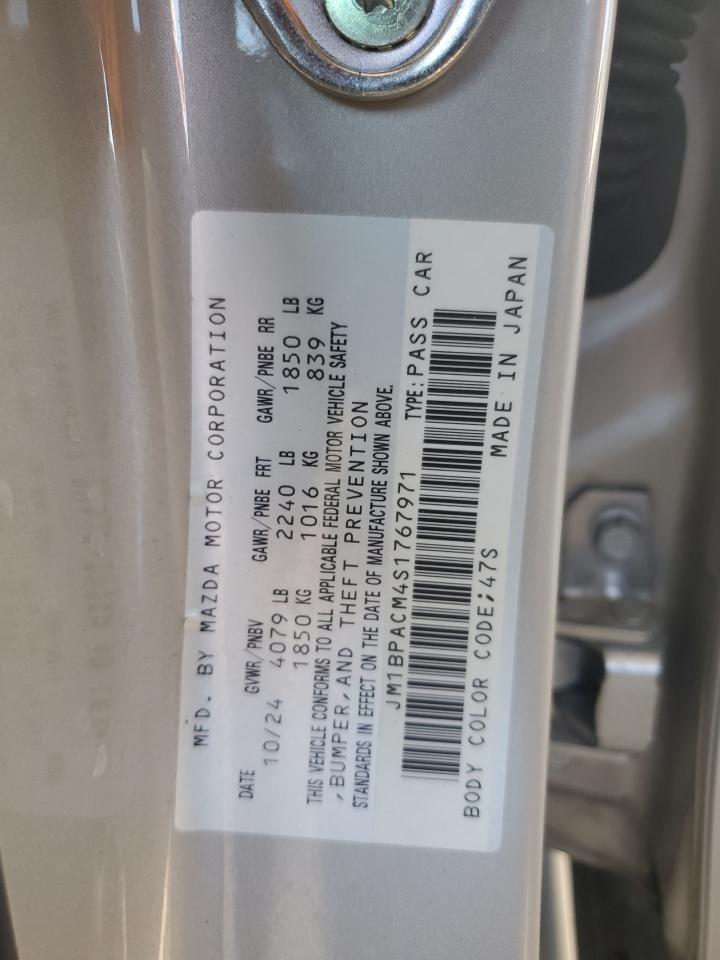 MFD. BY MAZDA MOTOR CORPORATION
DATE GVWR/PNBV GAWR/PNBE FRT GAWR/PNBE RR
10/24 4079 LB 2240 LB 1850 LB
1850 KG 1016 KG 839 KG
THIS VEHICLE CONFORMS TO ALL APPLICABLE FEDERAL MOTOR VEHICLE SAFETY
,BUMPER,AND THEFT PREVENTION
STANDARDS IN EFFECT ON THE DATE OF MANUFACTURE SHOWN ABOVE.
JM1BPACM4S1767971 TYPE:PASS CAR
BODY COLOR CODE;47S MADE IN JAPAN